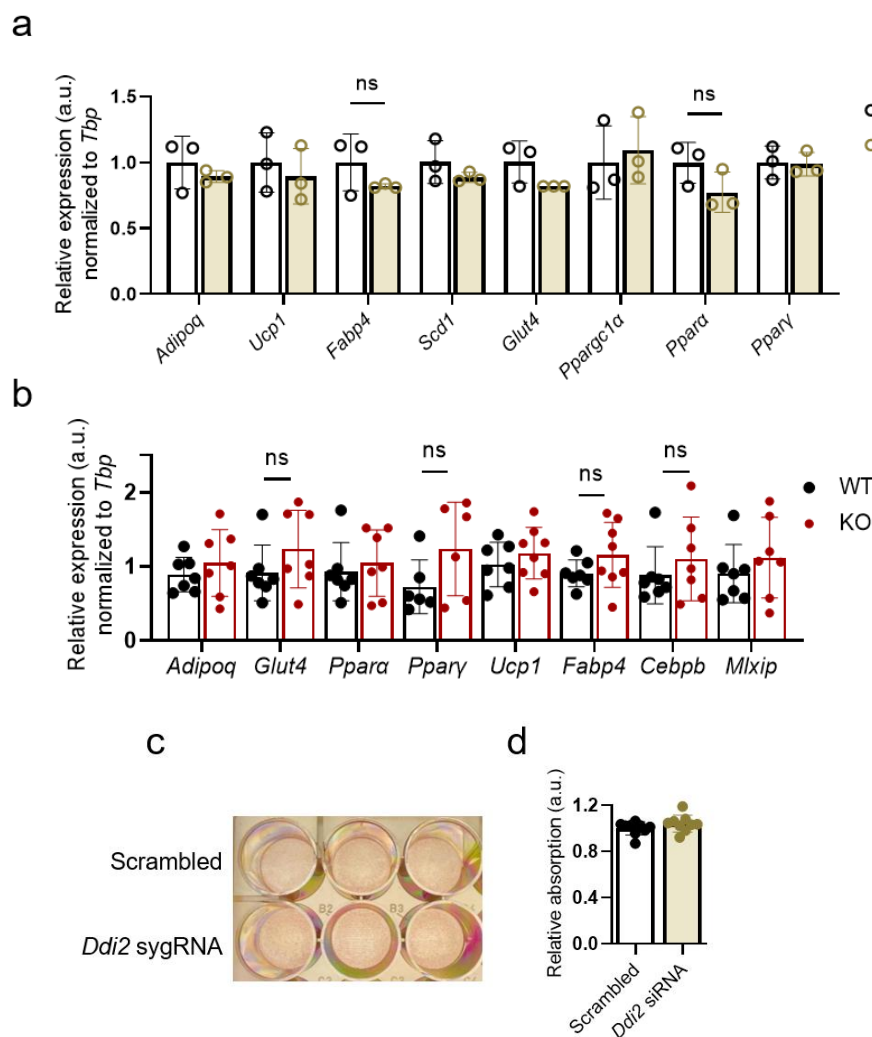 a
Relative expression (a.u.)
normalized to Tbp
1.5
1.0
0.5
0.0
ns
ns
Adipoq
Ucp1
Fabp4
Scd1
Glut4
Ppargc1α
Pparα
Pparγ
b
Relative expression (a.u.)
normalized to Tbp
2
1
0
ns
ns
ns
ns
WT
KO
Adipoq
Glut4
Pparα
Pparγ
Ucp1
Fabp4
Cebpb
Mlxip
c
Scrambled
Ddi2 sygRNA
B2
B3
d
Relative absorption (a.u.)
1.2
0.8
0.4
0.0
Scrambled
Ddi2 siRNA